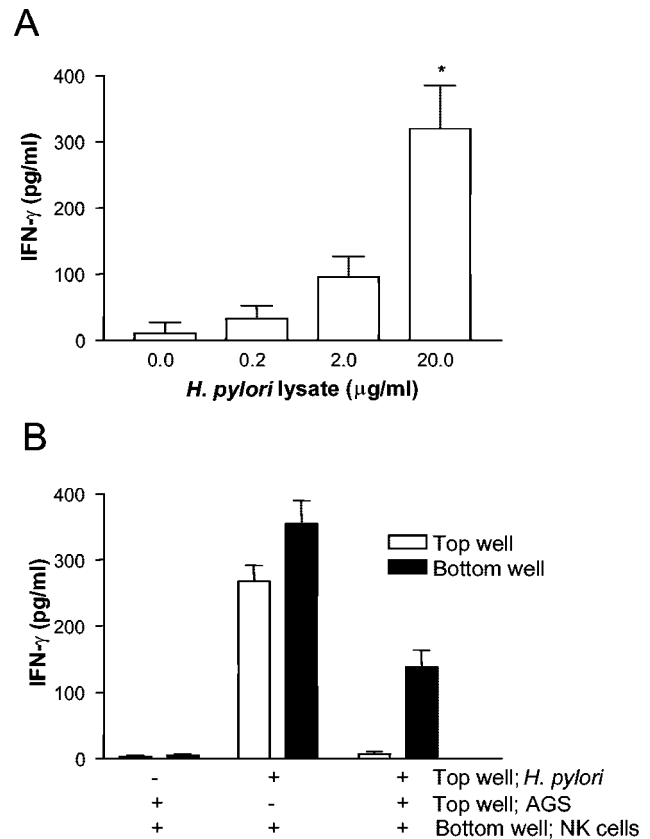 A
*
400
300
200
100
0
IFN-γ (pg/ml)
0.0 0.2 2.0 20.0
H. pylori lysate (μg/ml)
B
400
300
200
100
0
IFN-γ (pg/ml)
Top well
Bottom well
- + + Top well; H. pylori
+ - + Top well; AGS
+ + + Bottom well; NK cells